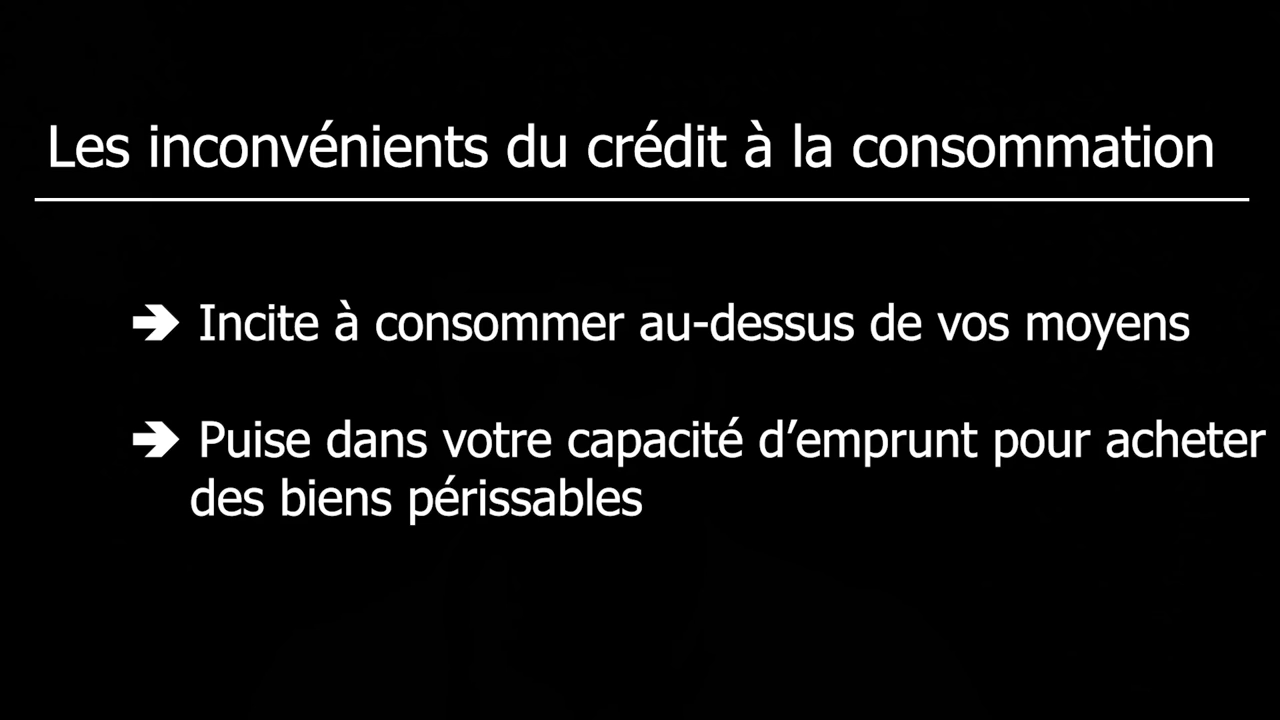 Les inconvénients du crédit à la consommation
➔ Incite à consommer au-dessus de vos moyens
➔ Puise dans votre capacité d’emprunt pour acheter
des biens périssables